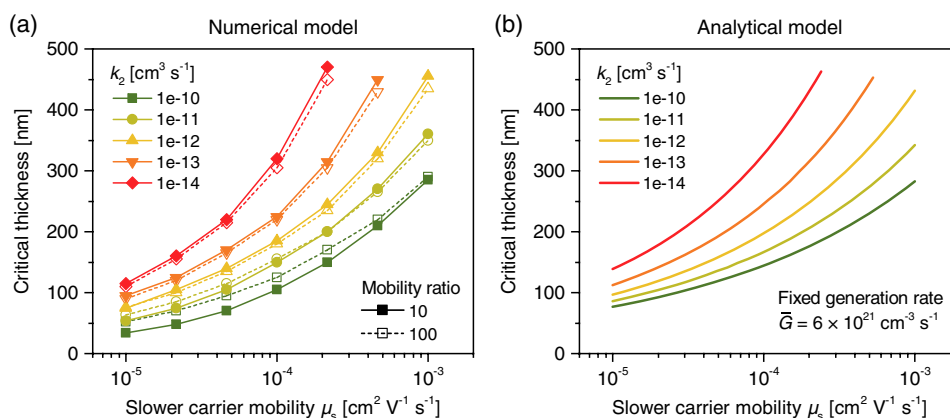 (a)
Numerical model
500
400
300
200
100
0
Critical thickness [nm]
k2 [cm³ s⁻¹]
1e-10
1e-11
1e-12
1e-13
1e-14
Mobility ratio
10
100
10⁻⁵
10⁻⁴
10⁻³
Slower carrier mobility μs [cm² V⁻¹ s⁻¹]
(b)
Analytical model
500
400
300
200
100
0
Critical thickness [nm]
k2 [cm³ s⁻¹]
1e-10
1e-11
1e-12
1e-13
1e-14
Fixed generation rate
G̅ = 6 × 10²¹ cm⁻³ s⁻¹
10⁻⁵
10⁻⁴
10⁻³
Slower carrier mobility μs [cm² V⁻¹ s⁻¹]